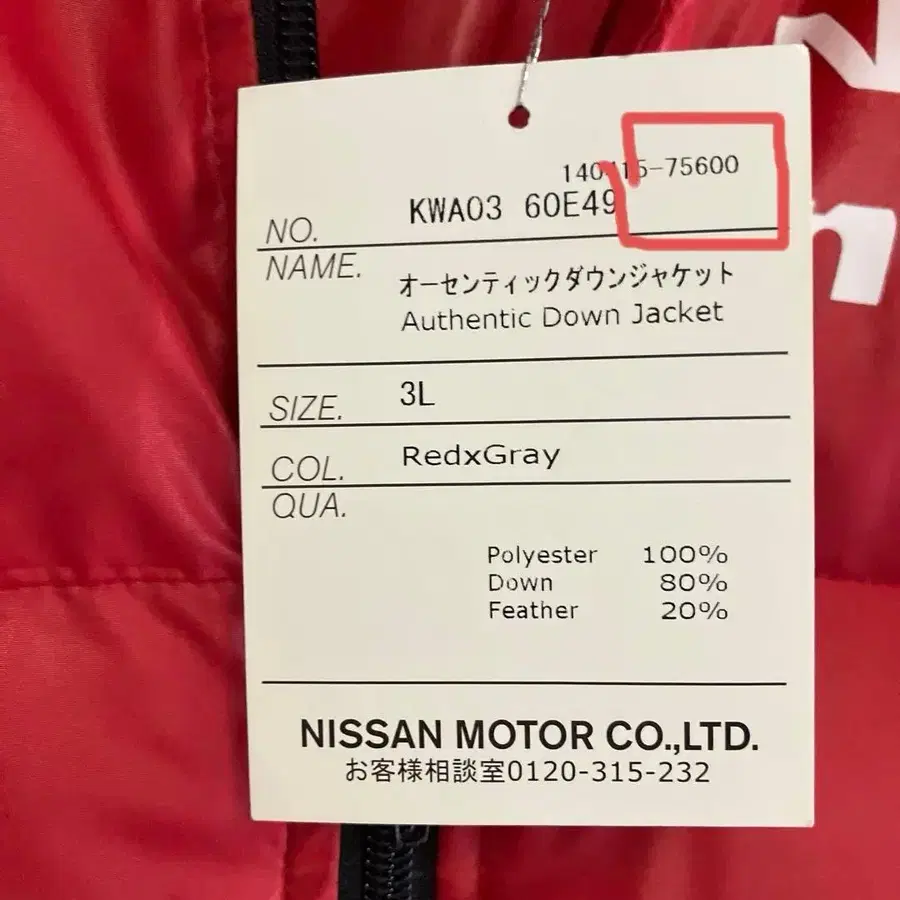 140415-75600
NO. KWA03 60E49
NAME. オーセンティックダウンジャケット
Authentic Down Jacket
SIZE. 3L
COL. RedxGray
QUA.
Polyester 100%
Down 80%
Feather 20%
NISSAN MOTOR CO.,LTD.
お客様相談室0120-315-232